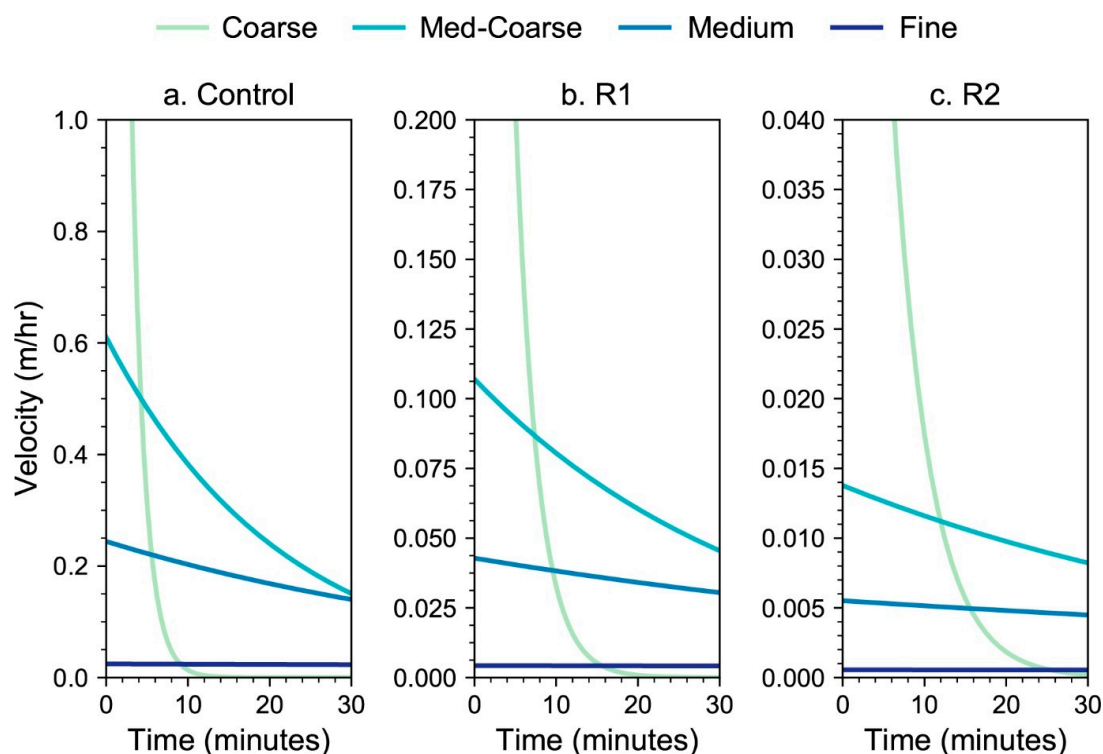 Coarse Med-Coarse Medium Fine
a. Control b. R1 c. R2
1.0 0.200 0.040
0.175 0.035
0.8
0.150 0.030
0.6 0.125 0.025
0.100 0.020
0.4
0.075 0.015
0.050 0.010
0.2
0.025 0.005
0.0 0.000 0.000
Velocity (m/hr)
0 10 20 30 0 10 20 30 0 10 20 30
Time (minutes) Time (minutes) Time (minutes)